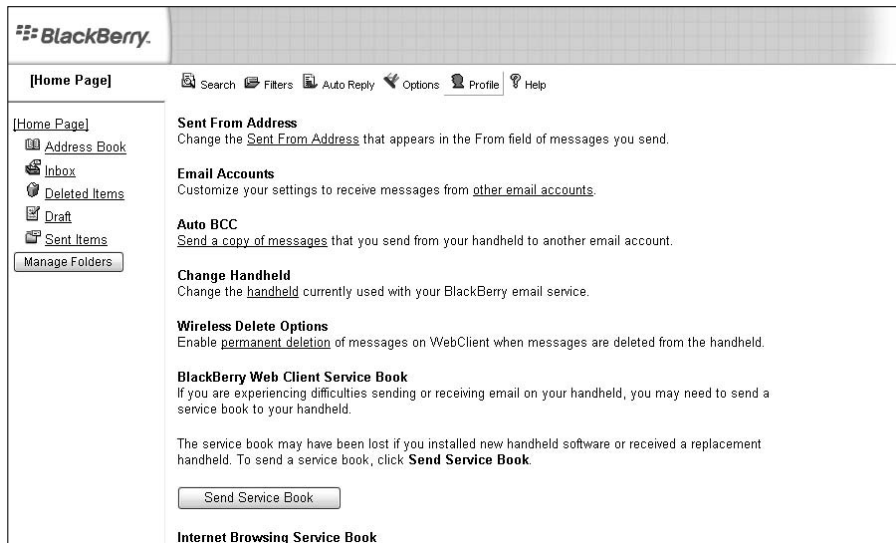 BlackBerry.
[Home Page]
Search Filters Auto Reply Options Profile Help
[Home Page]
Address Book
Inbox
Deleted Items
Draft
Sent Items
Manage Folders
Sent From Address
Change the Sent From Address that appears in the From field of messages you send.
Email Accounts
Customize your settings to receive messages from other email accounts.
Auto BCC
Send a copy of messages that you send from your handheld to another email account.
Change Handheld
Change the handheld currently used with your BlackBerry email service.
Wireless Delete Options
Enable permanent deletion of messages on WebClient when messages are deleted from the handheld.
BlackBerry Web Client Service Book
If you are experiencing difficulties sending or receiving email on your handheld, you may need to send a
service book to your handheld.
The service book may have been lost if you installed new handheld software or received a replacement
handheld. To send a service book, click Send Service Book.
Send Service Book
Internet Browsing Service Book